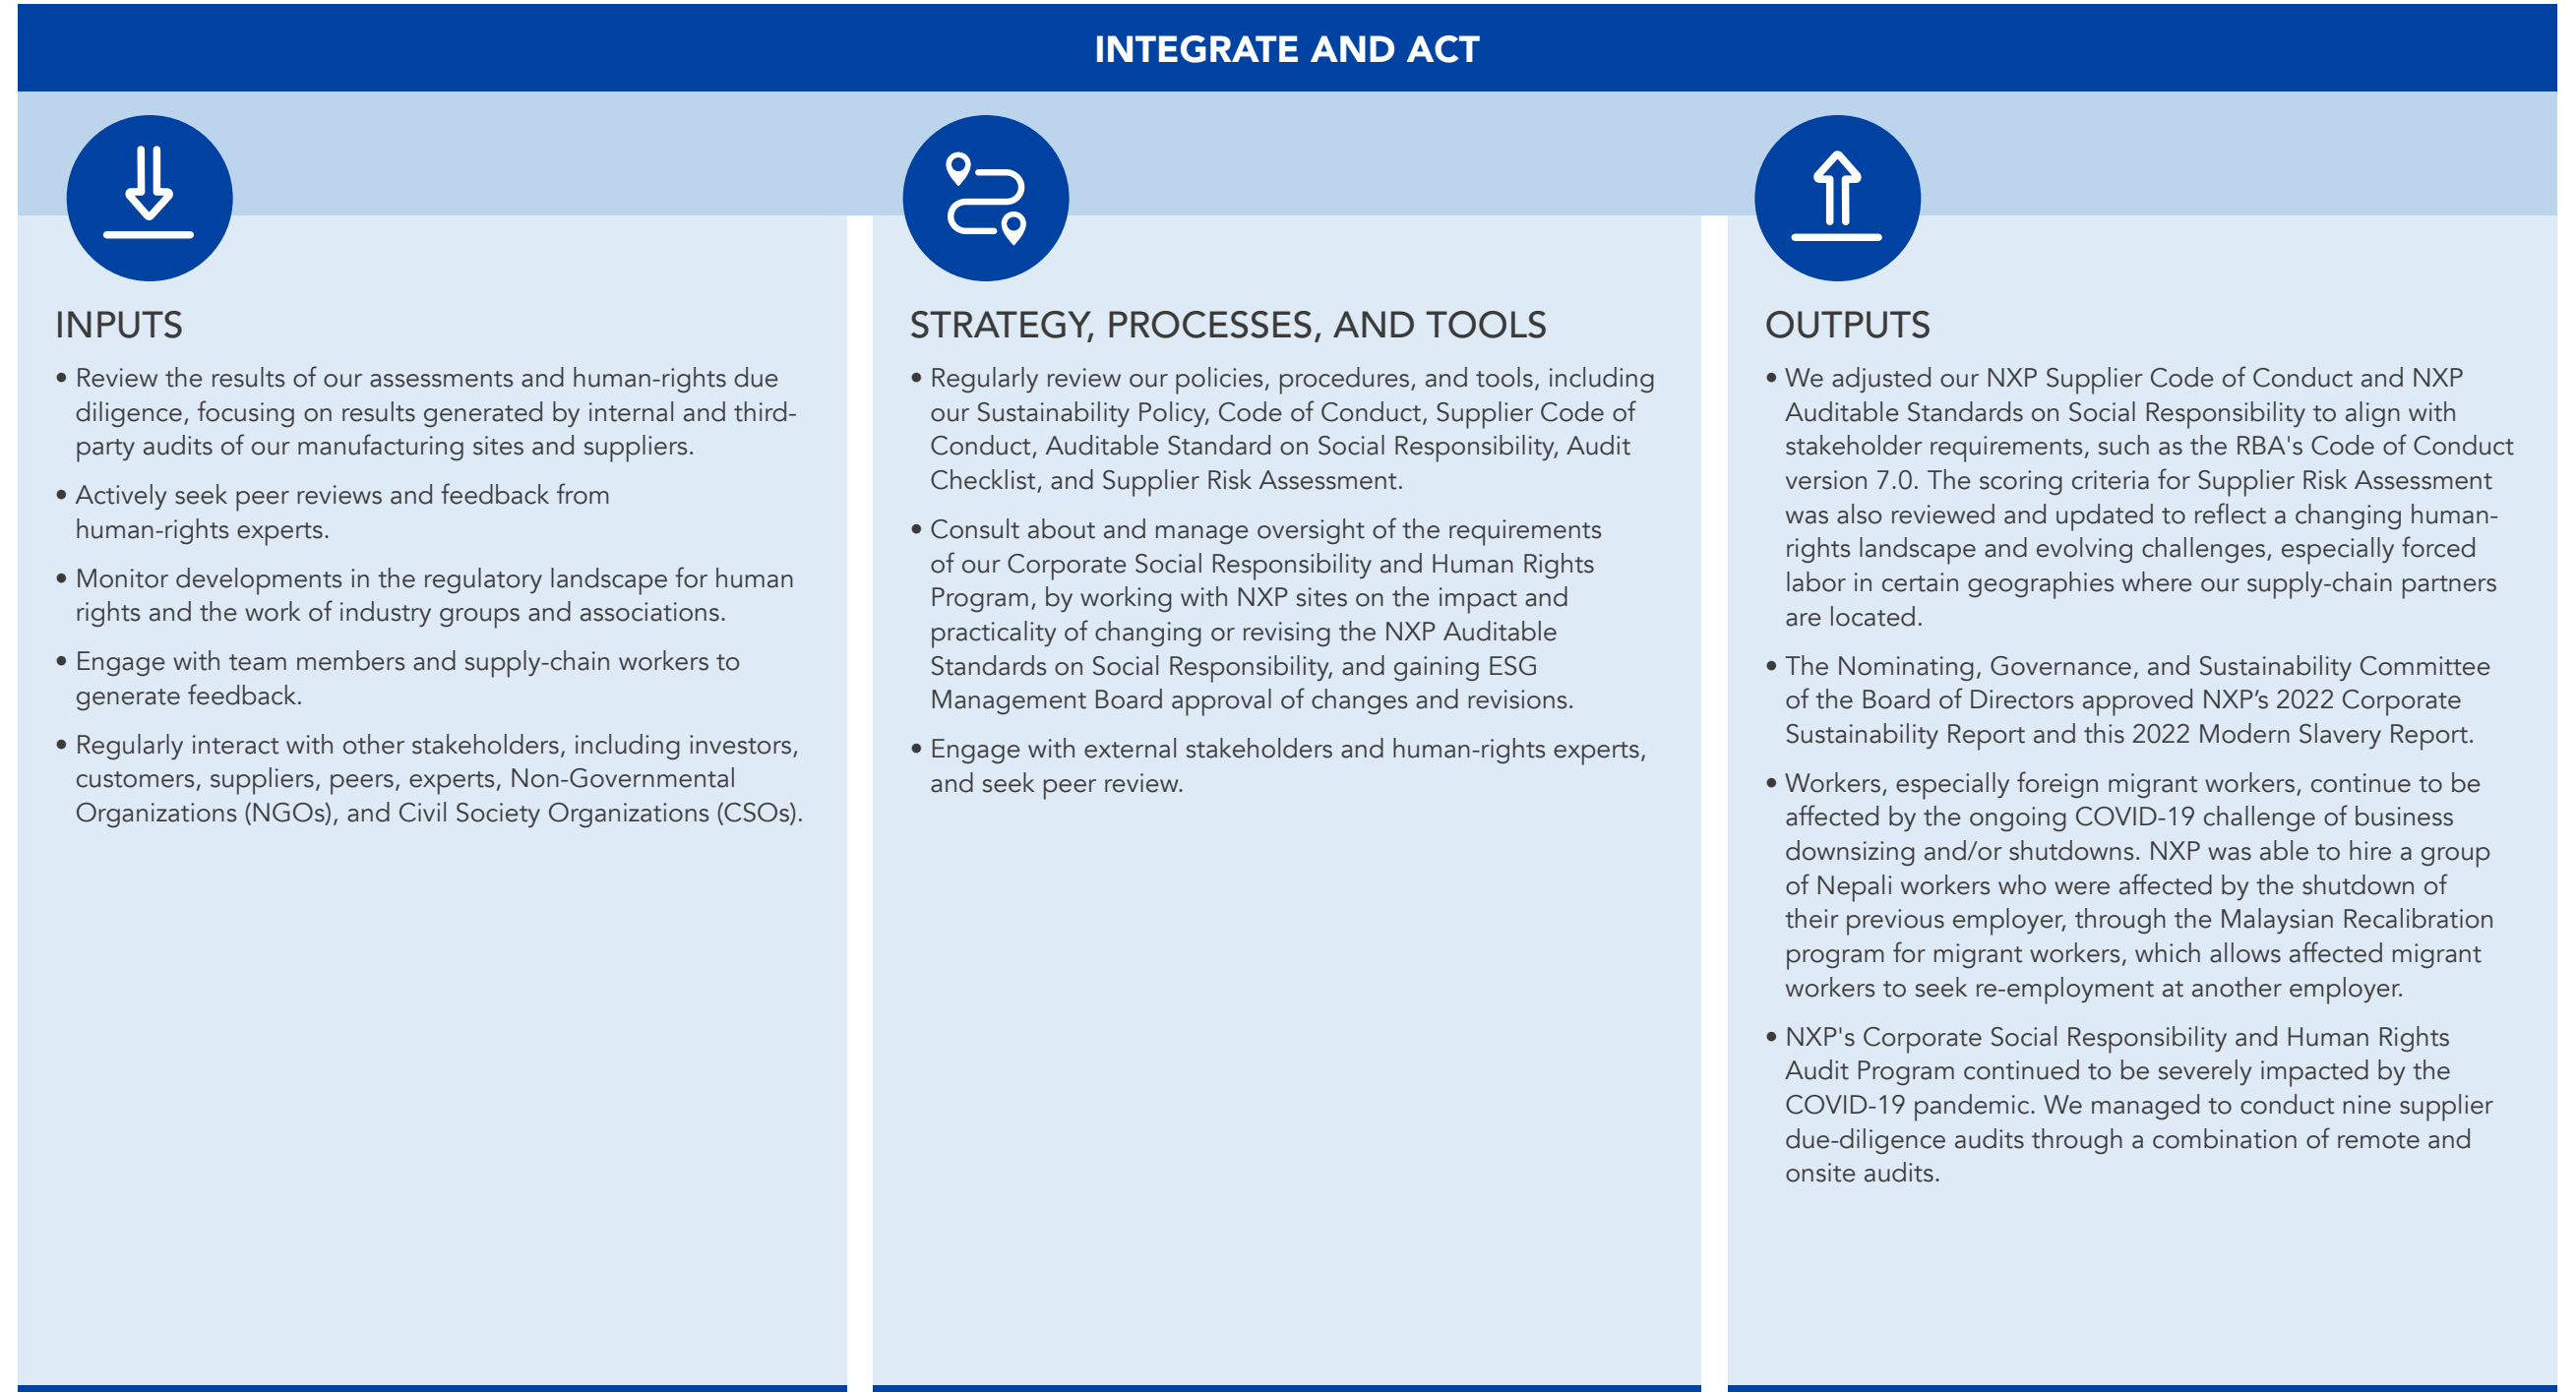 INTEGRATE AND ACT
INPUTS
• Review the results of our assessments and human-rights due
diligence, focusing on results generated by internal and third-
party audits of our manufacturing sites and suppliers.
• Actively seek peer reviews and feedback from
human-rights experts.
• Monitor developments in the regulatory landscape for human
rights and the work of industry groups and associations.
• Engage with team members and supply-chain workers to
generate feedback.
• Regularly interact with other stakeholders, including investors,
customers, suppliers, peers, experts, Non-Governmental
Organizations (NGOs), and Civil Society Organizations (CSOs).
STRATEGY, PROCESSES, AND TOOLS
• Regularly review our policies, procedures, and tools, including
our Sustainability Policy, Code of Conduct, Supplier Code of
Conduct, Auditable Standard on Social Responsibility, Audit
Checklist, and Supplier Risk Assessment.
• Consult about and manage oversight of the requirements
of our Corporate Social Responsibility and Human Rights
Program, by working with NXP sites on the impact and
practicality of changing or revising the NXP Auditable
Standards on Social Responsibility, and gaining ESG
Management Board approval of changes and revisions.
• Engage with external stakeholders and human-rights experts,
and seek peer review.
OUTPUTS
• We adjusted our NXP Supplier Code of Conduct and NXP
Auditable Standards on Social Responsibility to align with
stakeholder requirements, such as the RBA's Code of Conduct
version 7.0. The scoring criteria for Supplier Risk Assessment
was also reviewed and updated to reflect a changing human-
rights landscape and evolving challenges, especially forced
labor in certain geographies where our supply-chain partners
are located.
• The Nominating, Governance, and Sustainability Committee
of the Board of Directors approved NXP’s 2022 Corporate
Sustainability Report and this 2022 Modern Slavery Report.
• Workers, especially foreign migrant workers, continue to be
affected by the ongoing COVID-19 challenge of business
downsizing and/or shutdowns. NXP was able to hire a group
of Nepali workers who were affected by the shutdown of
their previous employer, through the Malaysian Recalibration
program for migrant workers, which allows affected migrant
workers to seek re-employment at another employer.
• NXP's Corporate Social Responsibility and Human Rights
Audit Program continued to be severely impacted by the
COVID-19 pandemic. We managed to conduct nine supplier
due-diligence audits through a combination of remote and
onsite audits.